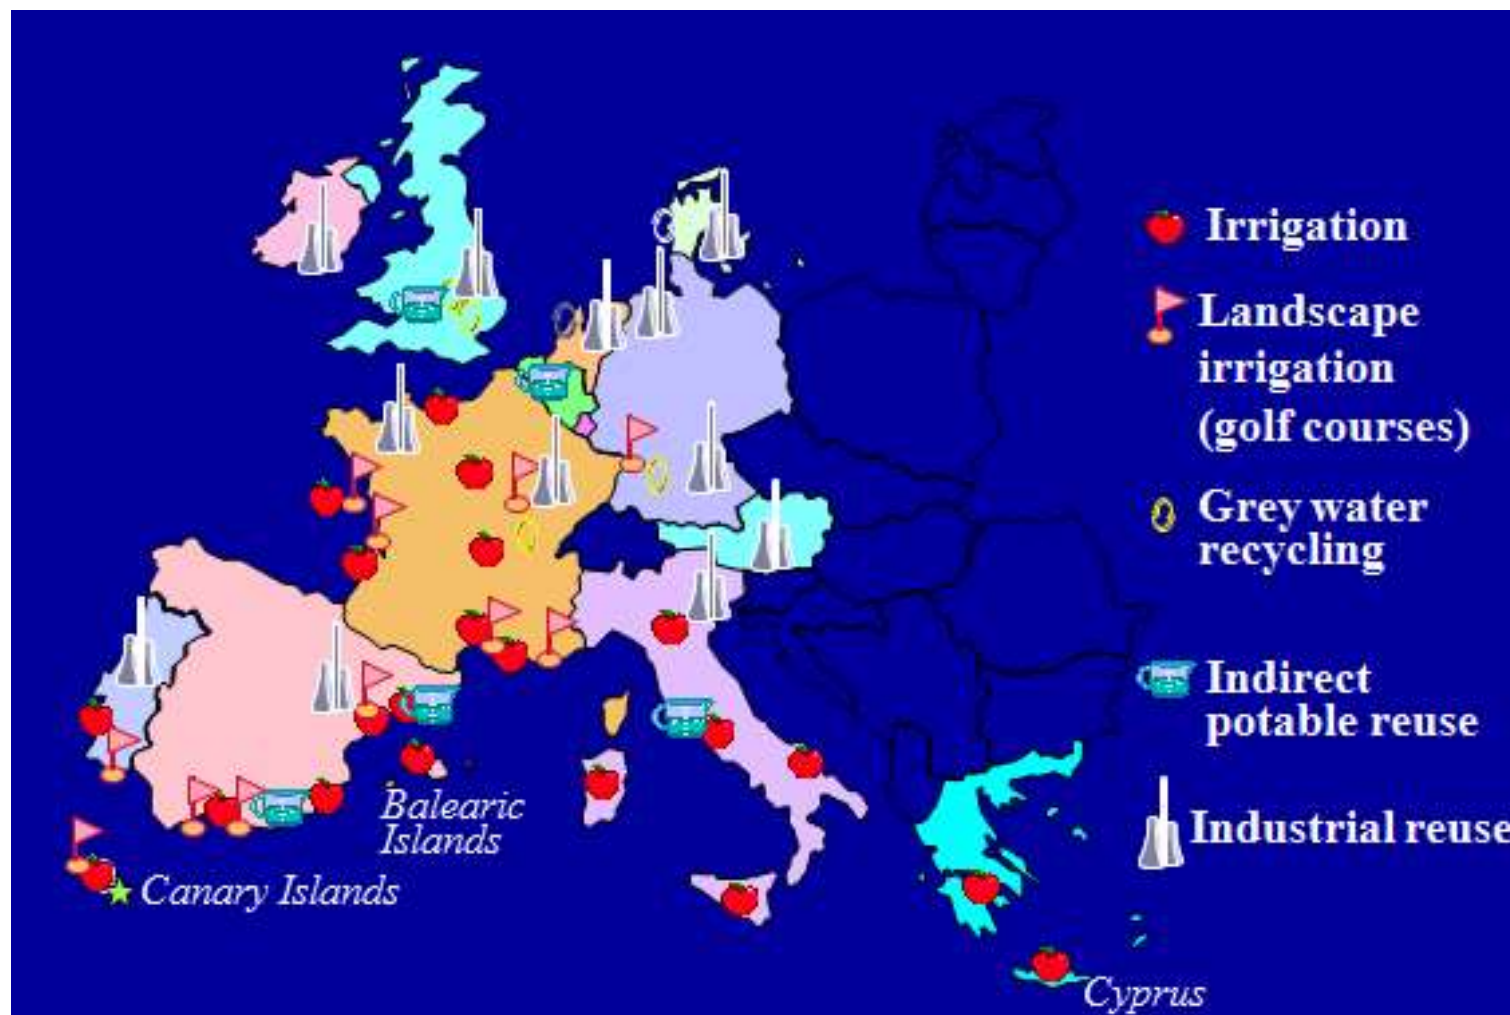 Irrigation
Landscape
irrigation
(golf courses)
Grey water
recycling
Indirect
potable reuse
Industrial reuse
Balearic
Islands
Canary Islands
Cyprus